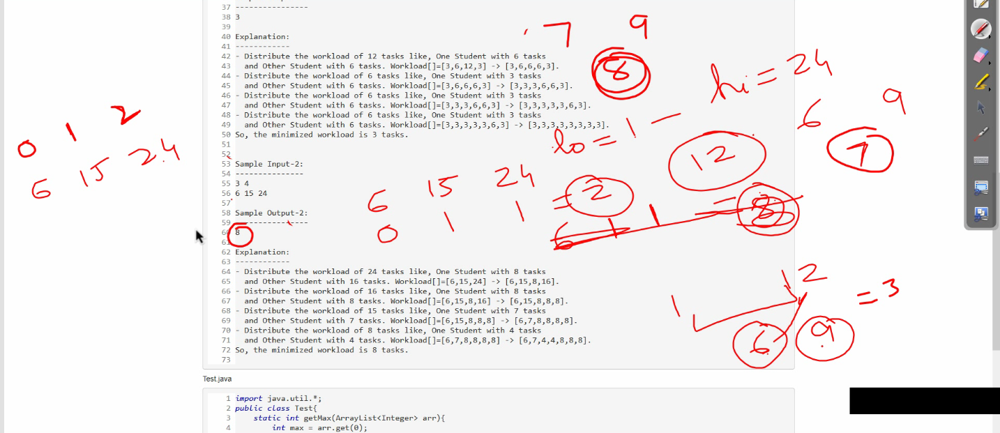 37 ----------------
38 3
39
40 Explanation:
41 ------------
42 - Distribute the workload of 12 tasks like, One Student with 6 tasks
43 and Other Student with 6 tasks. Workload[]=[3,6,12,3] -> [3,6,6,6,3].
44 - Distribute the workload of 6 tasks like, One Student with 3 tasks
45 and Other Student with 6 tasks. Workload[]=[3,6,6,6,3] -> [3,3,3,6,6,3].
46 - Distribute the workload of 6 tasks like, One Student with 3 tasks
47 and Other Student with 6 tasks. Workload[]=[3,3,3,6,6,3] -> [3,3,3,3,3,6,3].
48 - Distribute the workload of 6 tasks like, One Student with 3 tasks
49 and Other Student with 6 tasks. Workload[]=[3,3,3,3,3,6,3] -> [3,3,3,3,3,3,3,3].
50 So, the minimized workload is 3 tasks.
51
52
53 Sample Input-2:
54 ---------------
55 3 4
56 6 15 24
57
58 Sample Output-2:
59 ----------------
60 8
61
62 Explanation:
63 ------------
64 - Distribute the workload of 24 tasks like, One Student with 8 tasks
65 and Other Student with 16 tasks. Workload[]=[6,15,24] -> [6,15,8,16].
66 - Distribute the workload of 16 tasks like, One Student with 8 tasks
67 and Other Student with 8 tasks. Workload[]=[6,15,8,16] -> [6,15,8,8,8].
68 - Distribute the workload of 15 tasks like, One Student with 7 tasks
69 and Other Student with 7 tasks. Workload[]=[6,15,8,8,8] -> [6,7,8,8,8,8].
70 - Distribute the workload of 8 tasks like, One Student with 4 tasks
71 and Other Student with 4 tasks. Workload[]=[6,7,8,8,8,8] -> [6,7,4,4,8,8,8].
72 So, the minimized workload is 8 tasks.
73
Test.java
1 import java.util.*;
2 public class Test{
3 static int getMax(ArrayList<Integer> arr){
4 int max = arr.get(0);
0 1 2
6 15 24
7 9
8
hi = 24
lo = 1
12
6 9
6 15 24
0 1 1 = 2
6 1 1 = 8
12
1
6 9
= 3